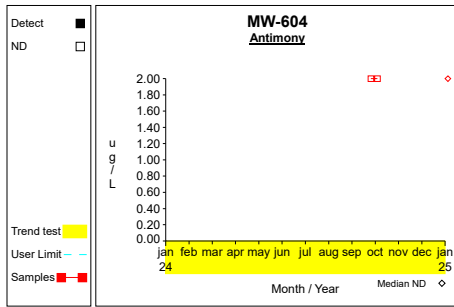 Detect
ND
Trend test
User Limit
Samples
MW-604
Antimony
2.00
1.80
1.60
1.40
1.20
1.00
0.80
0.60
0.40
0.20
0.00
ug/L
jan feb mar apr may jun jul aug sep oct nov dec jan
24 25
Month / Year
Median ND